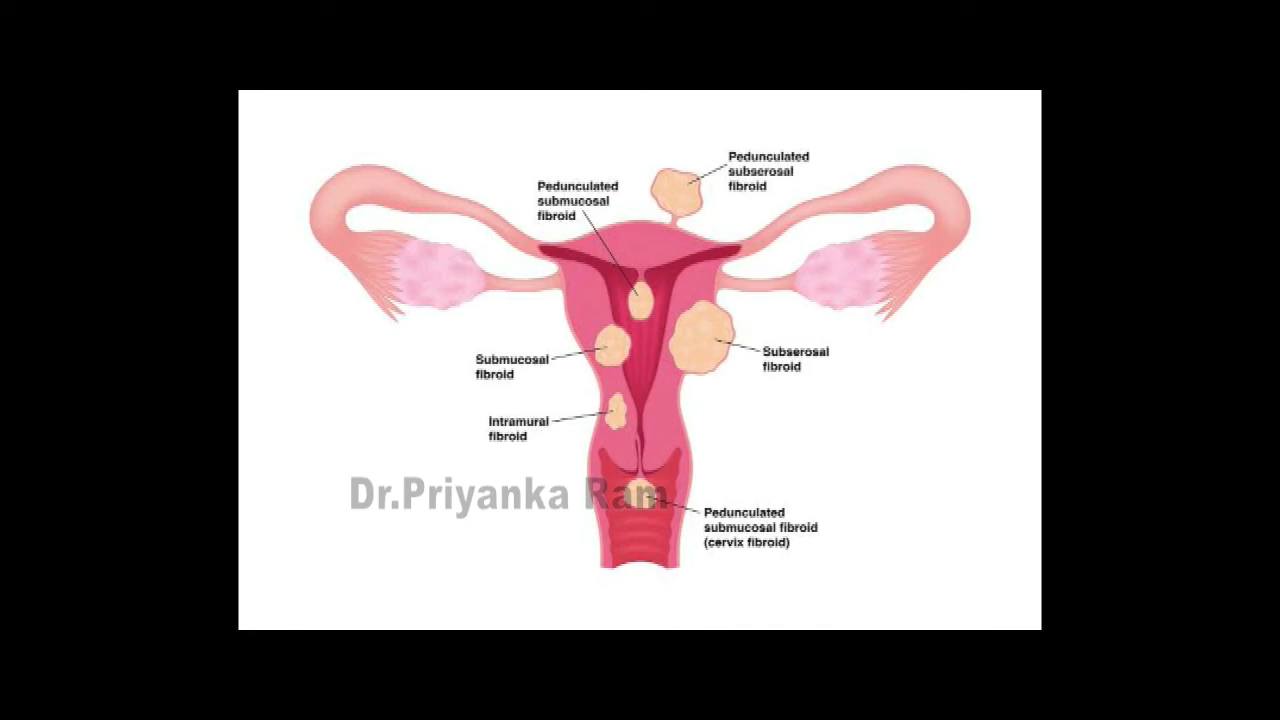 Pedunculated
subserosal
fibroid
Pedunculated
submucosal
fibroid
Submucosal
fibroid
Subserosal
fibroid
Intramural
fibroid
Dr.Priyanka Ram
Pedunculated
submucosal fibroid
(cervix fibroid)